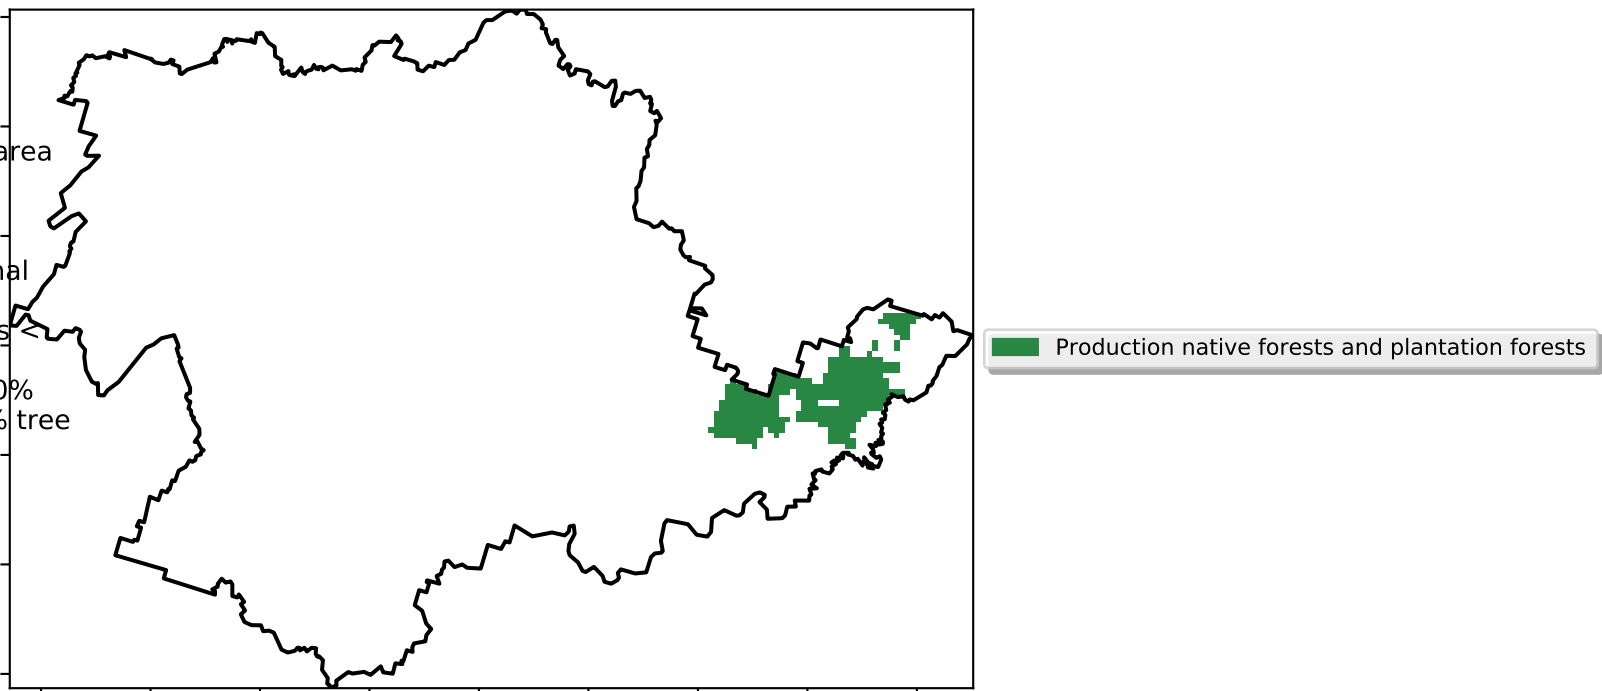 area
nal
s <
Production native forests and plantation forests
0%
% tree